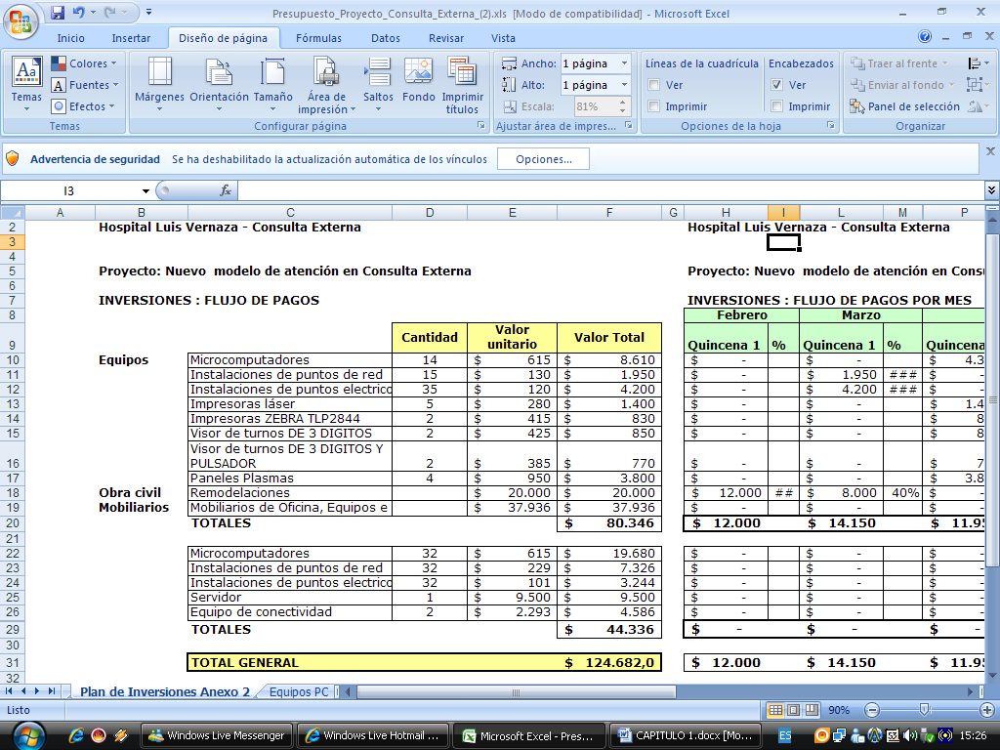 Presupuesto_Proyecto_Consulta_Externa_(2).xls [Modo de compatibilidad] - Microsoft Excel
Inicio Insertar Diseño de página Fórmulas Datos Revisar Vista
Temas Colores Fuentes Efectos
Márgenes Orientación Tamaño Área de impresión Saltos Fondo Imprimir títulos
Ancho: 1 página
Alto: 1 página
Escala: 81%
Líneas de la cuadrícula Encabezados
Ver Ver
Imprimir Imprimir
Traer al frente
Enviar al fondo
Panel de selección
Temas Configurar página Ajustar área de impres... Opciones de la hoja Organizar
Advertencia de seguridad Se ha deshabilitado la actualización automática de los vínculos Opciones...
I3 fx
A B C D E F G H I L M P
2 Hospital Luis Vernaza - Consulta Externa Hospital Luis Vernaza - Consulta Externa
3
4
5 Proyecto: Nuevo modelo de atención en Consulta Externa Proyecto: Nuevo modelo de atención en Cons
6
7 INVERSIONES : FLUJO DE PAGOS INVERSIONES : FLUJO DE PAGOS POR MES
8 Febrero Marzo
9 Cantidad Valor unitario Valor Total Quincena 1 % Quincena 1 % Quincena
10 Equipos Microcomputadores 14 $ 615 $ 8.610 $ - $ - $ 4.3
11 Instalaciones de puntos de red 15 $ 130 $ 1.950 $ - $ 1.950 ### $ -
12 Instalaciones de puntos electrico 35 $ 120 $ 4.200 $ - $ 4.200 ### $ -
13 Impresoras láser 5 $ 280 $ 1.400 $ - $ - $ 1.4
14 Impresoras ZEBRA TLP2844 2 $ 415 $ 830 $ - $ - $ 8
15 Visor de turnos DE 3 DIGITOS 2 $ 425 $ 850 $ - $ - $ 8
16 Visor de turnos DE 3 DIGITOS Y PULSADOR 2 $ 385 $ 770 $ - $ - $ 7
17 Paneles Plasmas 4 $ 950 $ 3.800 $ - $ - $ 3.8
18 Obra civil Remodelaciones $ 20.000 $ 20.000 $ 12.000 ## $ 8.000 40% $ -
19 Mobiliarios Mobiliarios de Oficina, Equipos e $ 37.936 $ 37.936 $ - $ - $ -
20 TOTALES $ 80.346 $ 12.000 $ 14.150 $ 11.95
21
22 Microcomputadores 32 $ 615 $ 19.680 $ - $ - $ -
23 Instalaciones de puntos de red 32 $ 229 $ 7.326 $ - $ - $ -
24 Instalaciones de puntos electrico 32 $ 101 $ 3.244 $ - $ - $ -
25 Servidor 1 $ 9.500 $ 9.500 $ - $ - $ -
26 Equipo de conectividad 2 $ 2.293 $ 4.586 $ - $ - $ -
29 TOTALES $ 44.336 $ - $ - $ -
30
31 TOTAL GENERAL $ 124.682,0 $ 12.000 $ 14.150 $ 11.95
32
Plan de Inversiones Anexo 2 Equipos PC
Listo 90%
Windows Live Messenger Windows Live Hotmail ... Microsoft Excel - Pres... CAPITULO 1.docx [Mo... ES 15:26